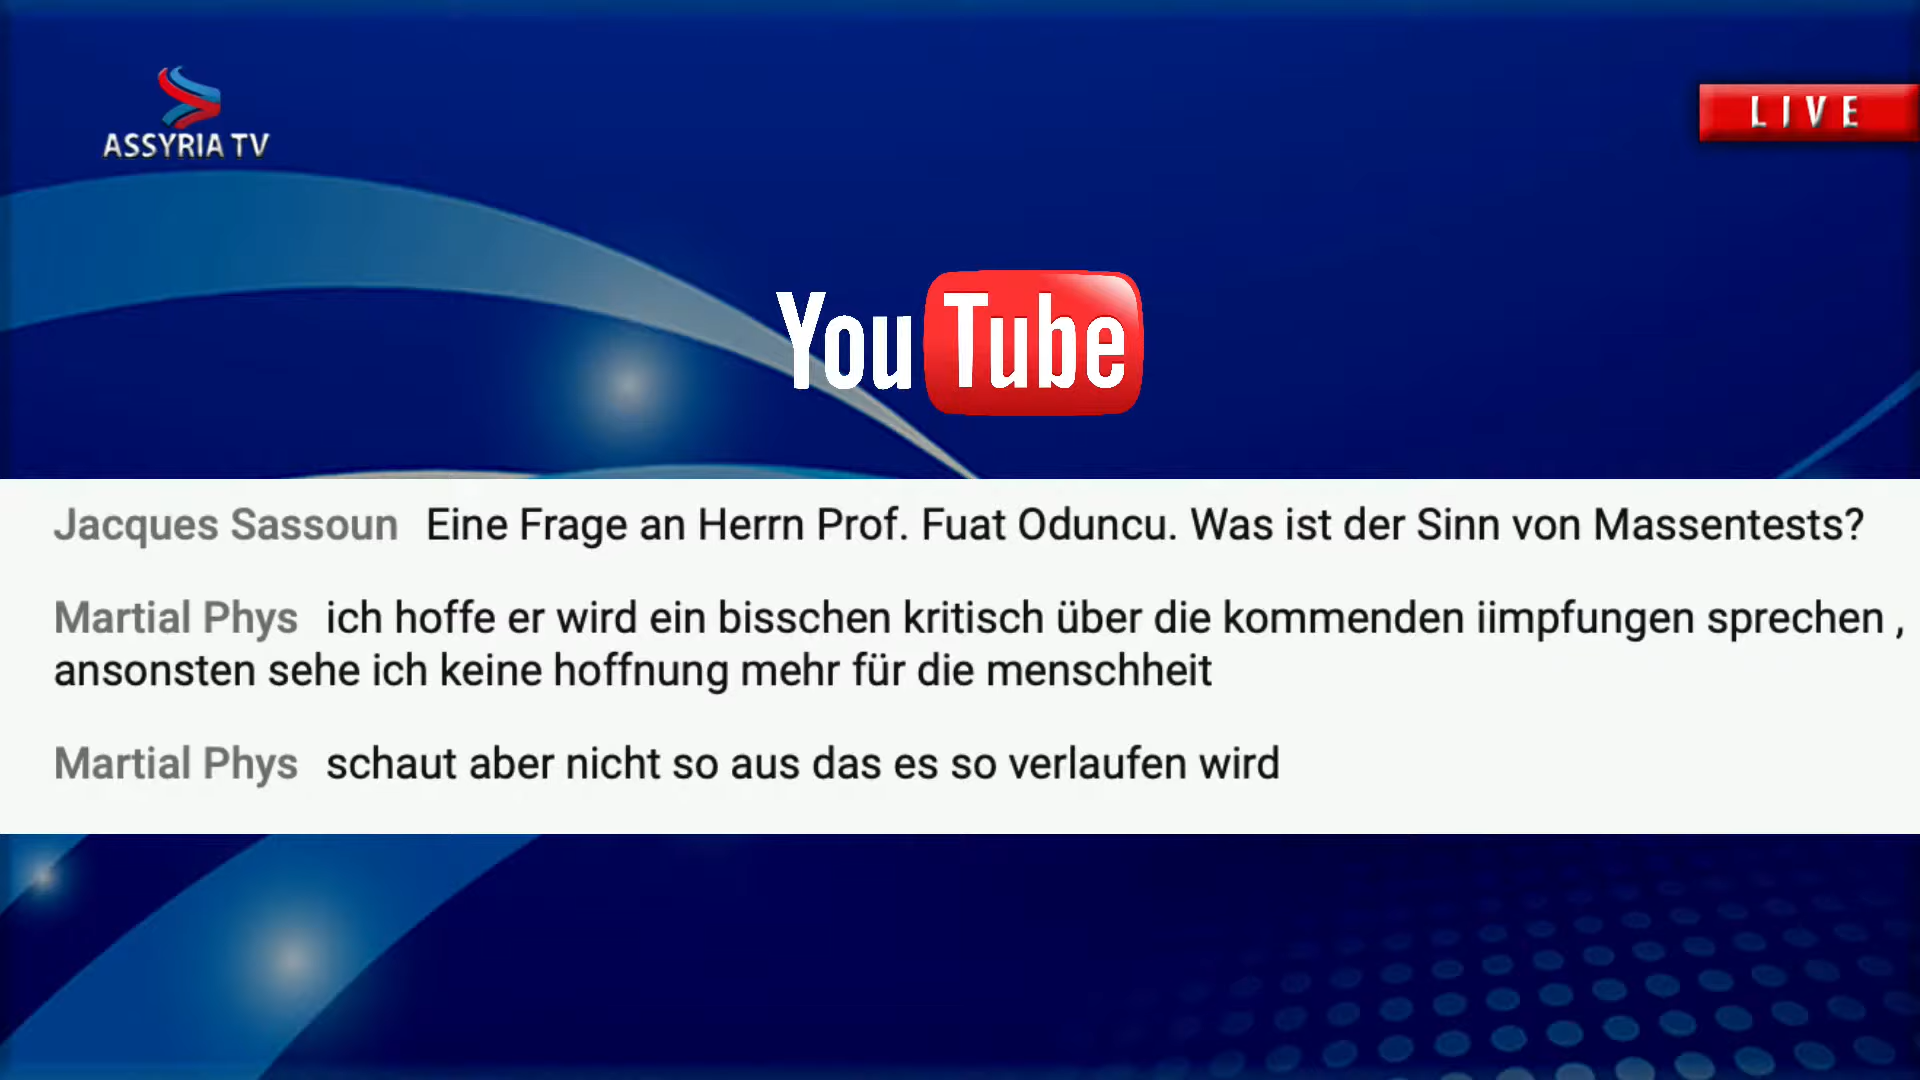 ASSYRIA TV
LIVE
YouTube
Jacques Sassoun Eine Frage an Herrn Prof. Fuat Oduncu. Was ist der Sinn von Massentests?
Martial Phys ich hoffe er wird ein bisschen kritisch über die kommenden iimpfungen sprechen ,
ansonsten sehe ich keine hoffnung mehr für die menschheit
Martial Phys schaut aber nicht so aus das es so verlaufen wird